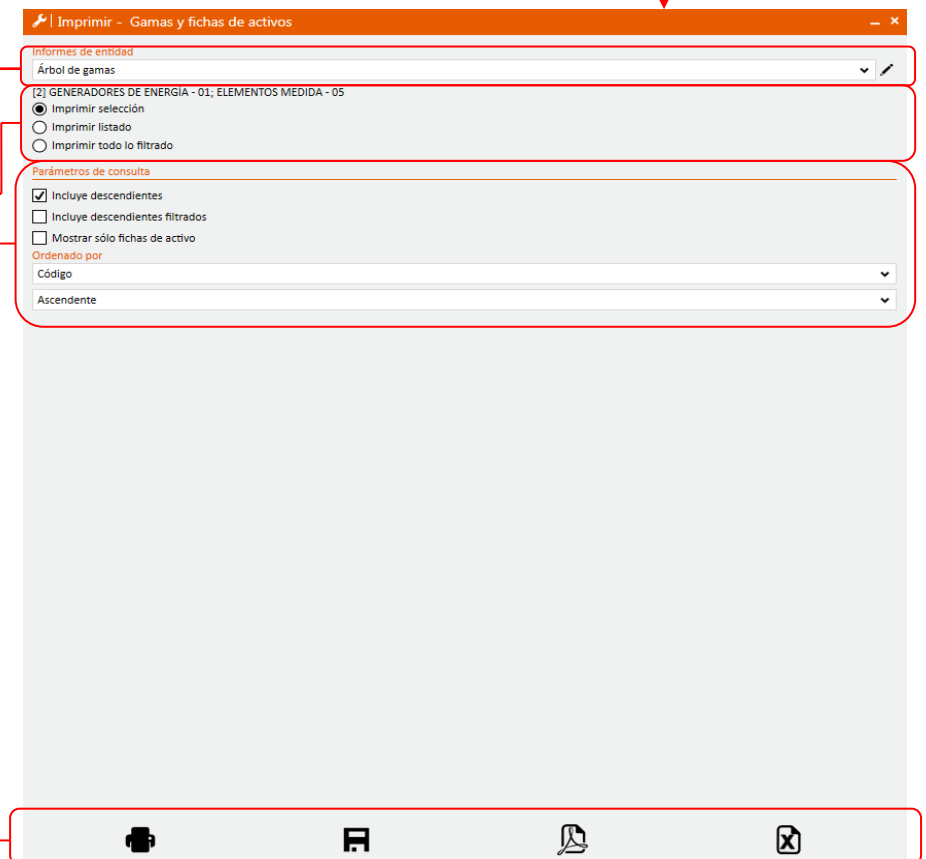 Imprimir - Gamas y fichas de activos
Informes de entidad
Árbol de gamas
[2] GENERADORES DE ENERGÍA - 01; ELEMENTOS MEDIDA - 05
Imprimir selección
Imprimir listado
Imprimir todo lo filtrado
Parámetros de consulta
Incluye descendientes
Incluye descendientes filtrados
Mostrar sólo fichas de activo
Ordenado por
Código
Ascendente